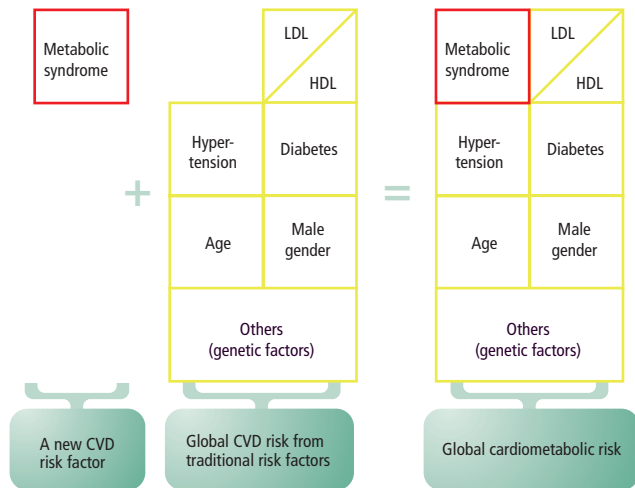 Metabolic
syndrome
+
LDL
HDL
Hyper-
tension
Diabetes
Age
Male
gender
Others
(genetic factors)
=
Metabolic
syndrome
LDL
HDL
Hyper-
tension
Diabetes
Age
Male
gender
Others
(genetic factors)
A new CVD
risk factor
Global CVD risk from
traditional risk factors
Global cardiometabolic risk